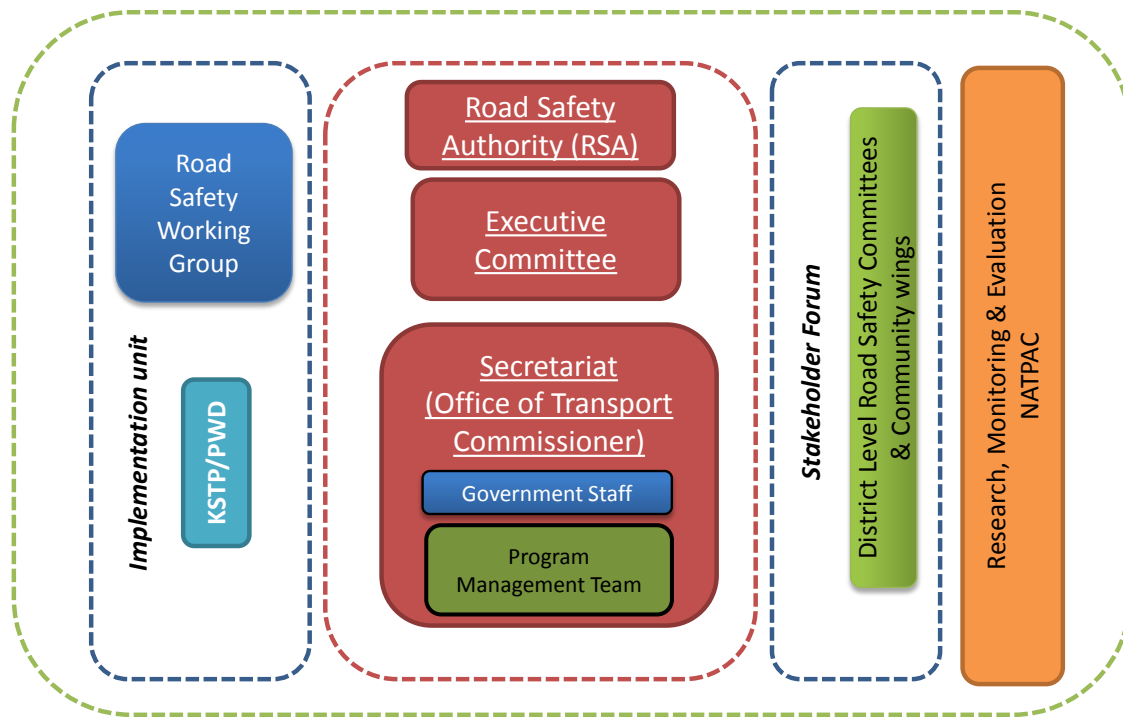 Road
Safety
Working
Group
KSTP/PWD
Implementation unit
Road Safety
Authority (RSA)
Executive
Committee
Secretariat
(Office of Transport
Commissioner)
Government Staff
Program
Management Team
Stakeholder Forum
District Level Road Safety Committees
& Community wings
Research, Monitoring & Evaluation
NATPAC